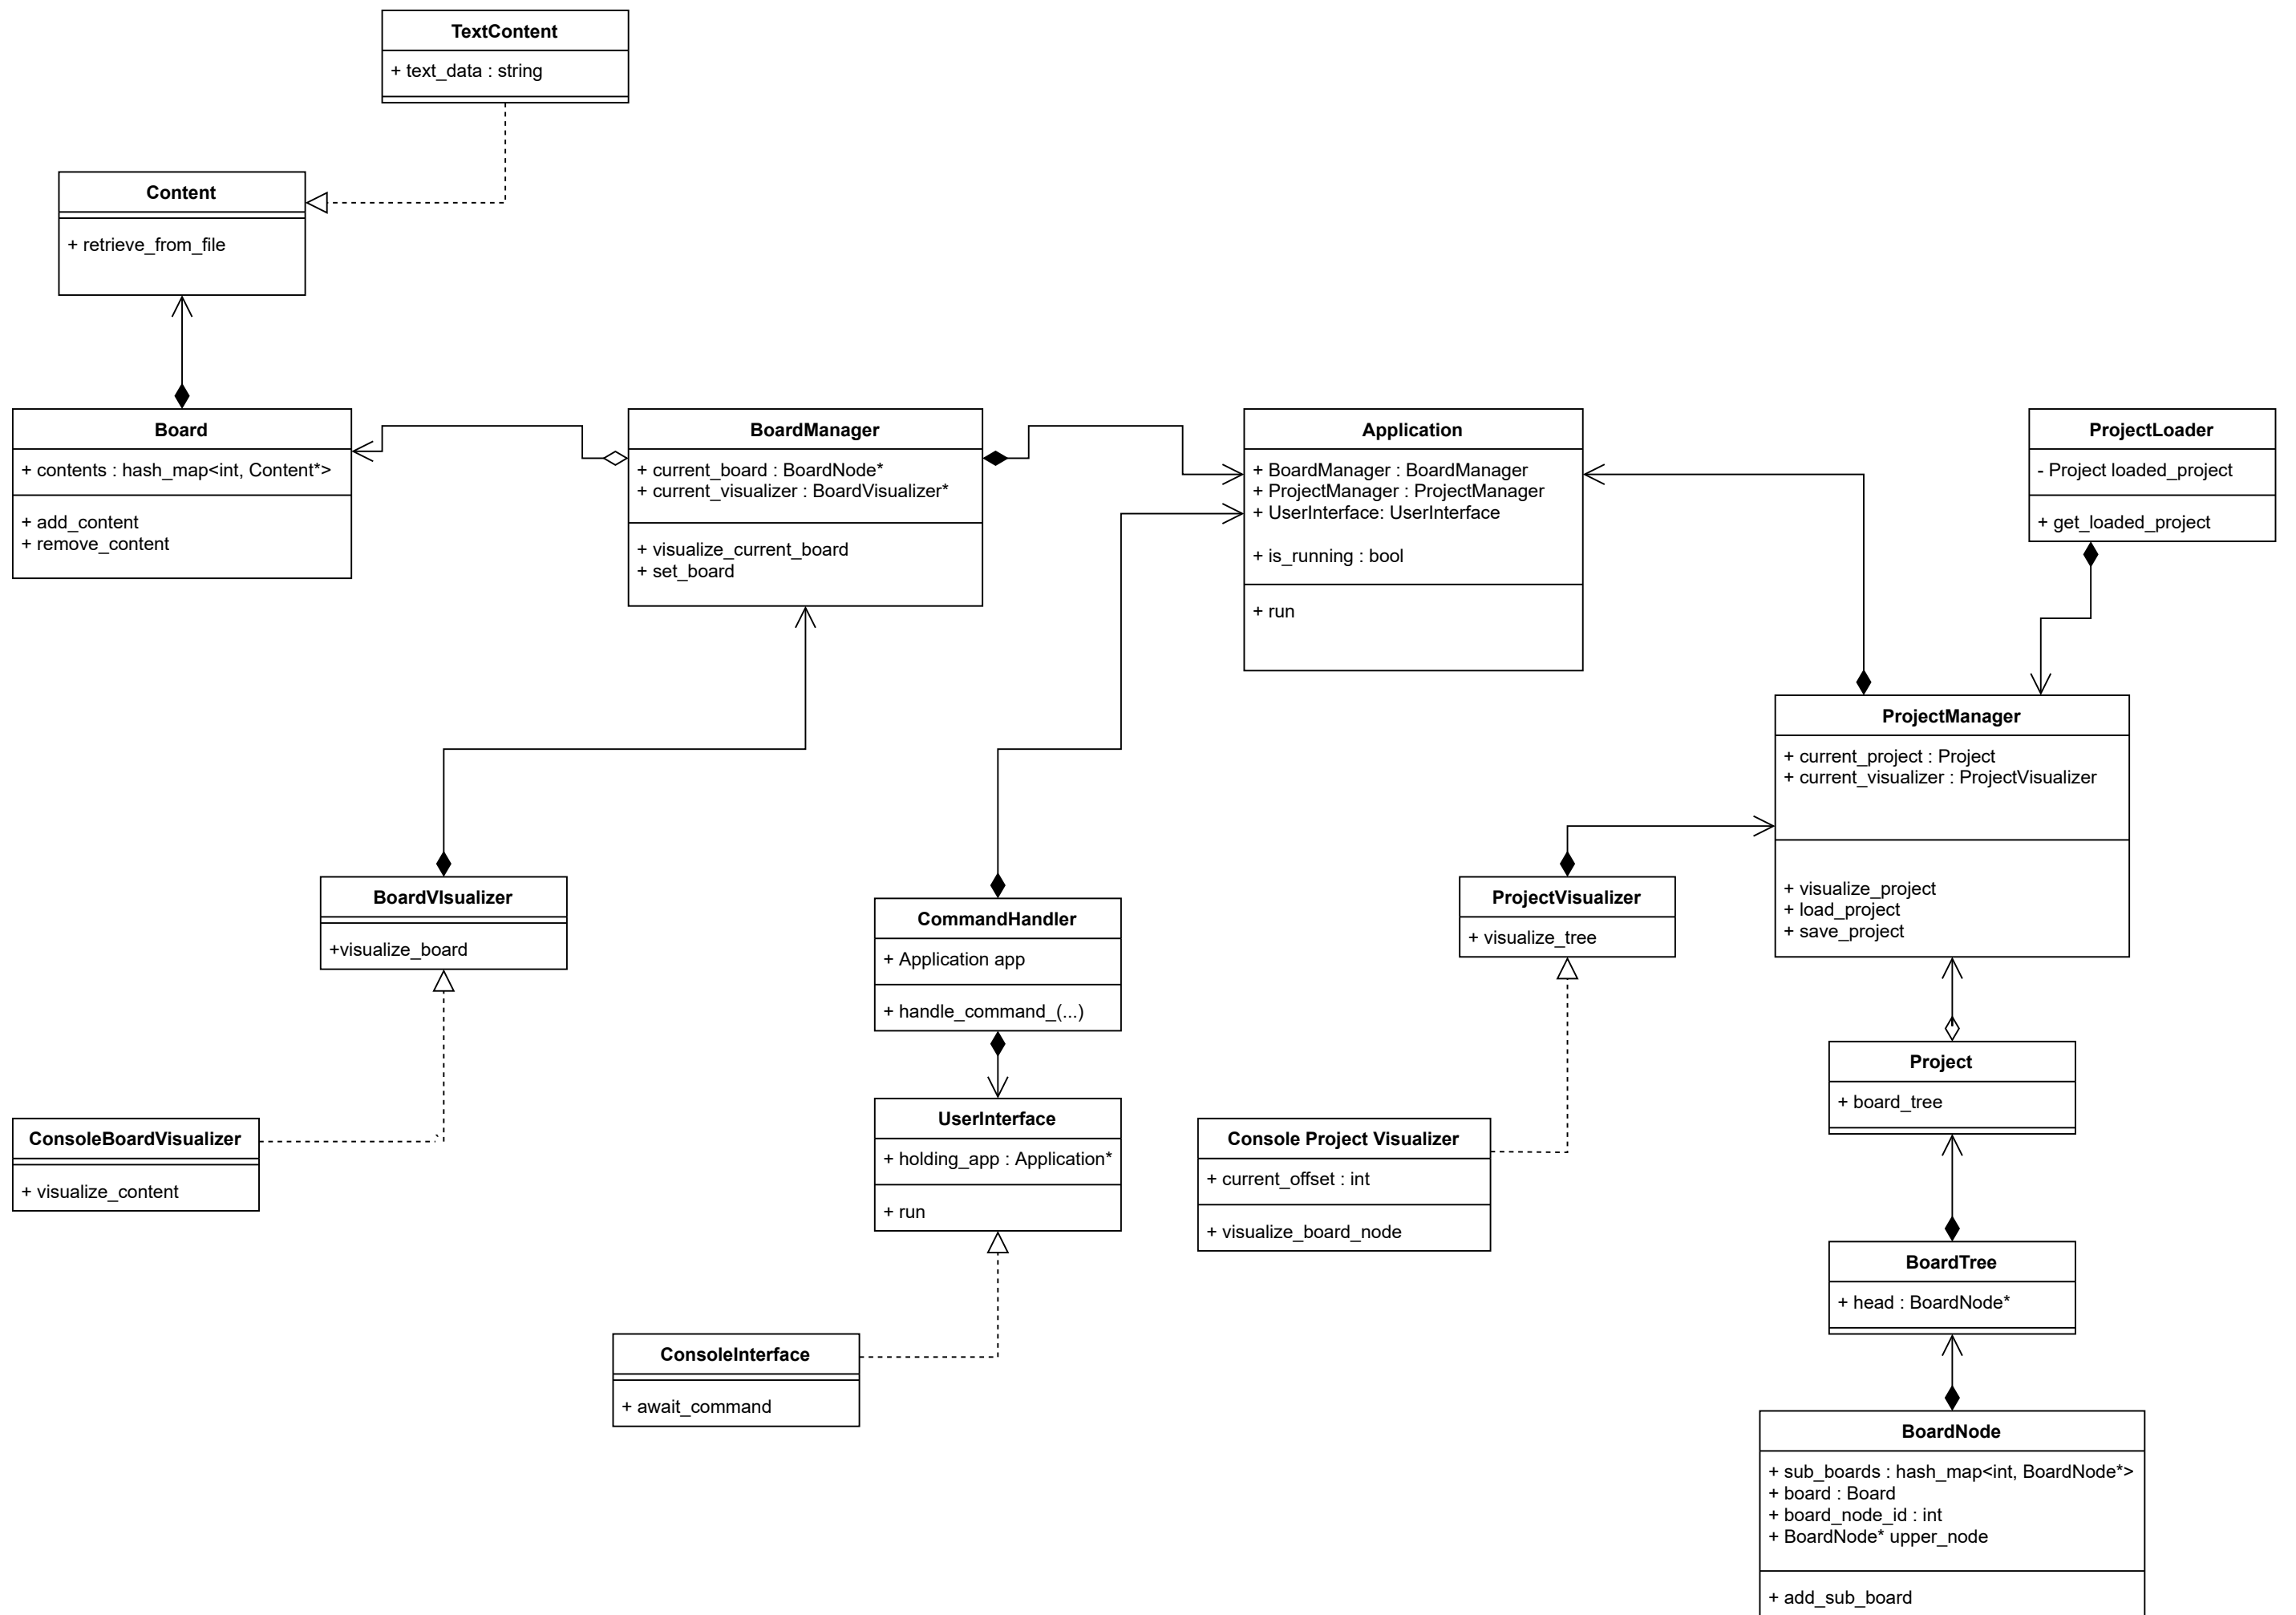 TextContent
+ text_data : string
Content
+ retrieve_from_file
Board
+ contents : hash_map<int, Content*>
+ add_content
+ remove_content
BoardManager
+ current_board : BoardNode*
+ current_visualizer : BoardVisualizer*
+ visualize_current_board
+ set_board
Application
+ BoardManager : BoardManager
+ ProjectManager : ProjectManager
+ UserInterface: UserInterface
+ is_running : bool
+ run
ProjectLoader
- Project loaded_project
+ get_loaded_project
ProjectManager
+ current_project : Project
+ current_visualizer : ProjectVisualizer
+ visualize_project
+ load_project
+ save_project
BoardVIsualizer
+visualize_board
CommandHandler
+ Application app
+ handle_command_(...)
ProjectVisualizer
+ visualize_tree
Project
+ board_tree
ConsoleBoardVisualizer
+ visualize_content
UserInterface
+ holding_app : Application*
+ run
Console Project Visualizer
+ current_offset : int
+ visualize_board_node
BoardTree
+ head : BoardNode*
ConsoleInterface
+ await_command
BoardNode
+ sub_boards : hash_map<int, BoardNode*>
+ board : Board
+ board_node_id : int
+ BoardNode* upper_node
+ add_sub_board